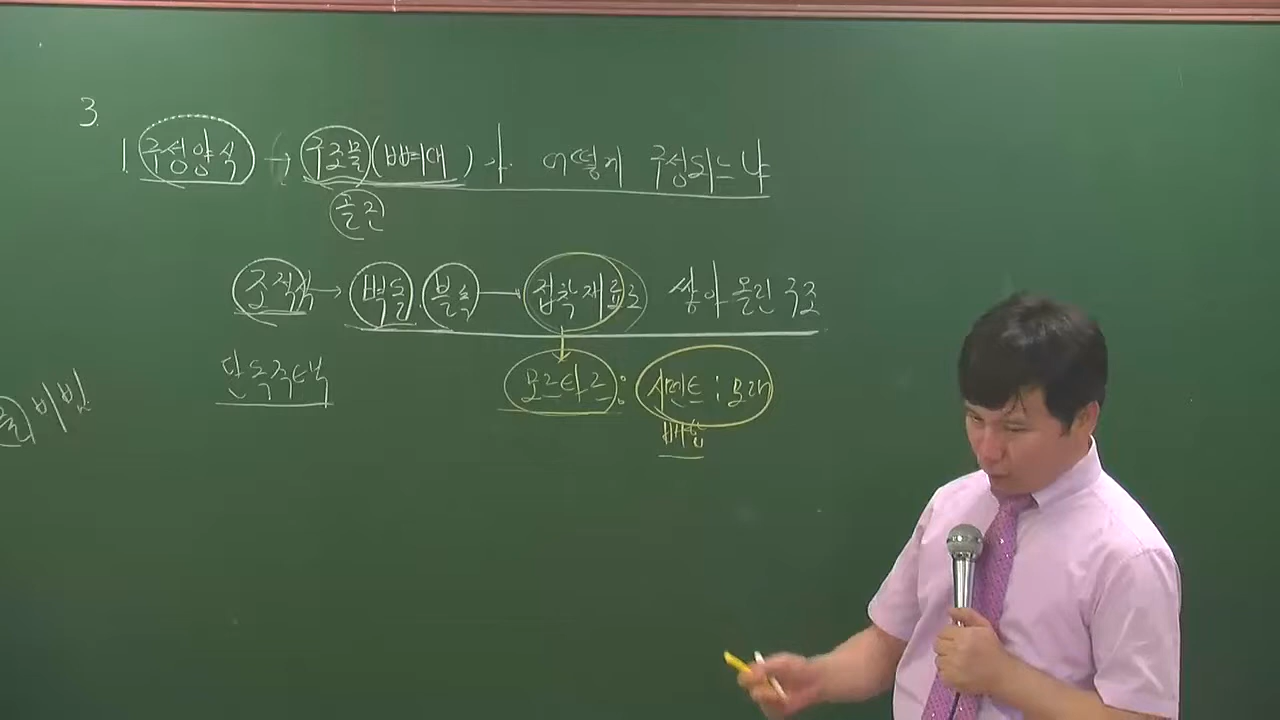 3.
1. 구성양식 → 구조물(뼈대)가 어떻게 구성되느냐
골간
조적식 → 벽돌, 블록 → 접착재료로 쌓아 올린 구조
단독주택
모르타르 : 시멘트 : 모래
배합
비빔